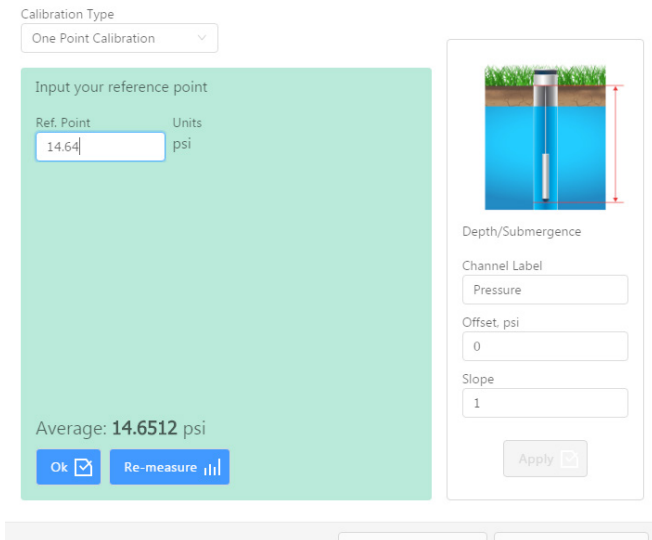 Calibration Type
One Point Calibration
Input your reference point
Ref. Point Units
14.64 psi
Average: 14.6512 psi
Ok Re-measure
Depth/Submergence
Channel Label
Pressure
Offset, psi
0
Slope
1
Apply